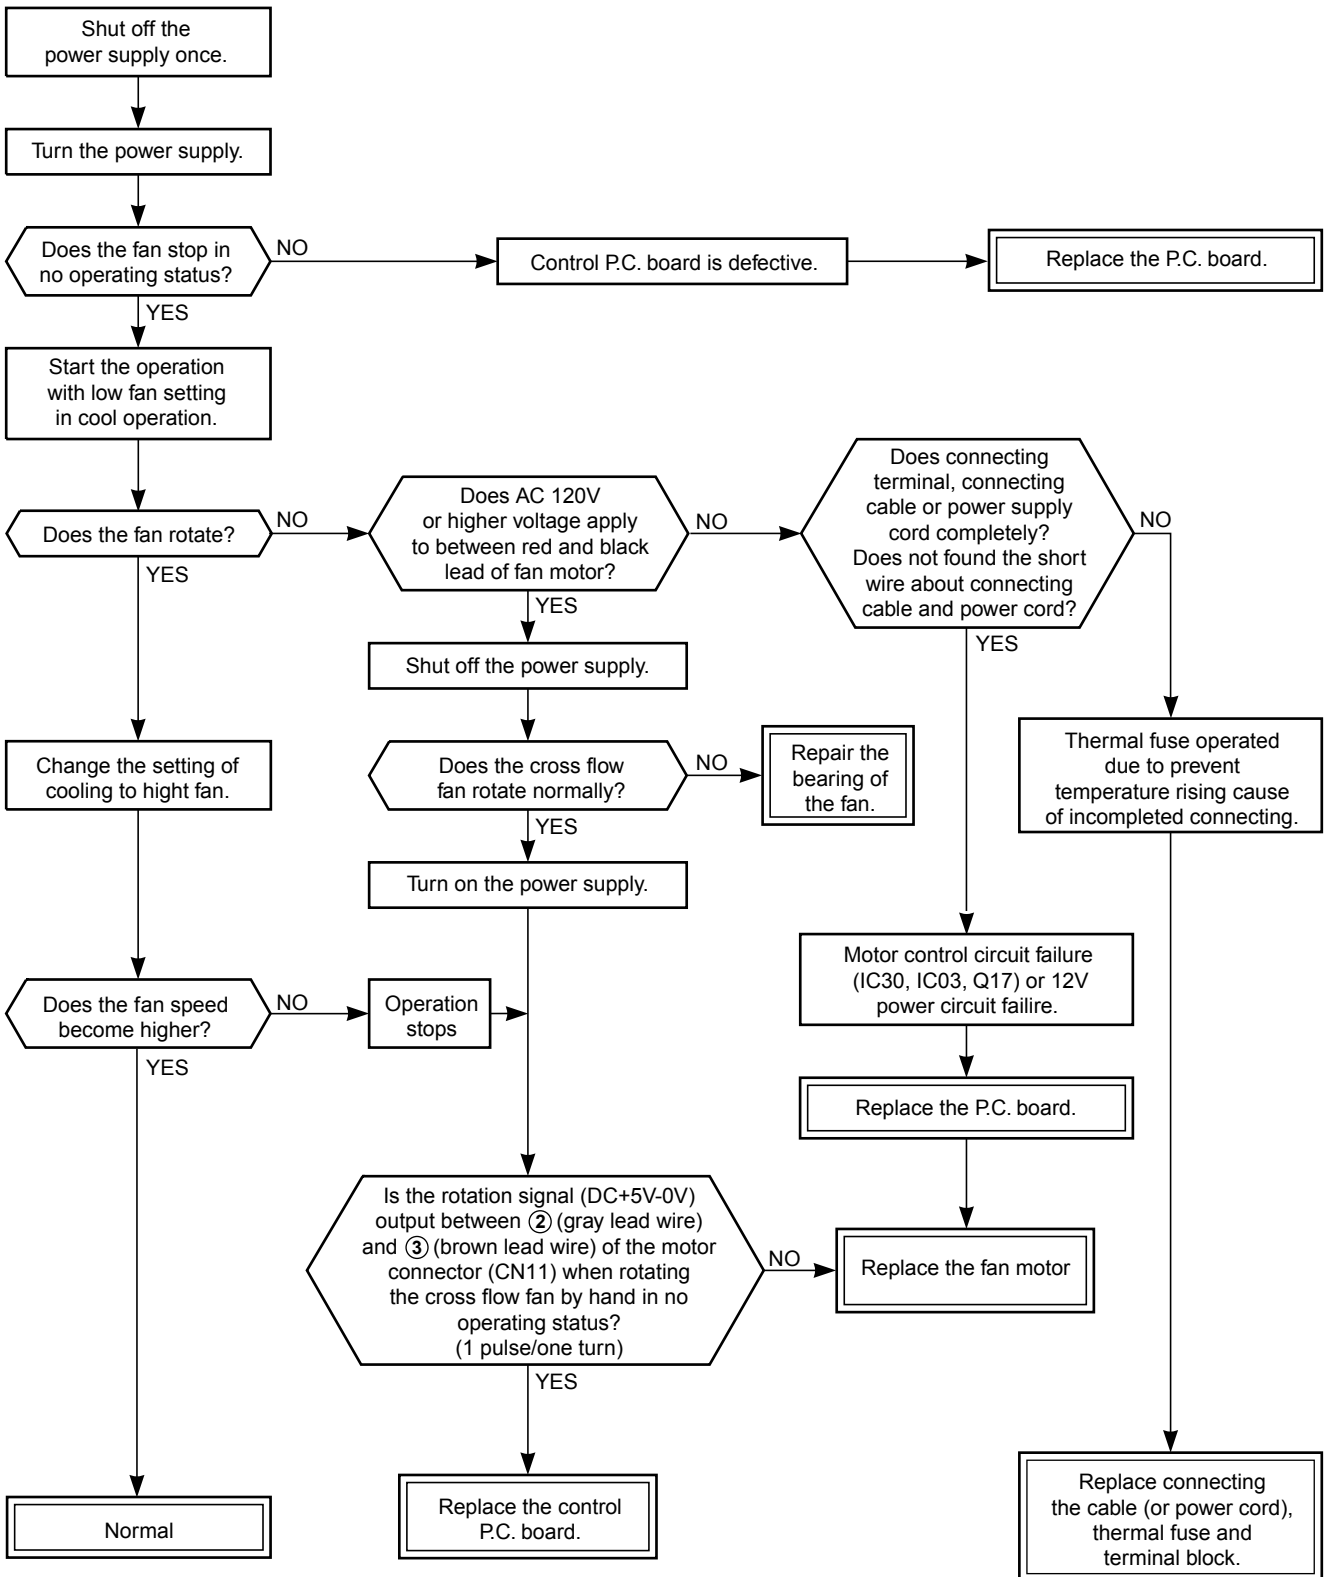 Shut off the
power supply once.
Turn the power supply.
Does the fan stop in
no operating status?
NO
Control P.C. board is defective.
Replace the P.C. board.
YES
Start the operation
with low fan setting
in cool operation.
Does the fan rotate?
NO
Does AC 120V
or higher voltage apply
to between red and black
lead of fan motor?
NO
Does connecting
terminal, connecting
cable or power supply
cord completely?
Does not found the short
wire about connecting
cable and power cord?
NO
YES
YES
YES
Shut off the power supply.
Change the setting of
cooling to hight fan.
Does the cross flow
fan rotate normally?
NO
Repair the
bearing of
the fan.
Thermal fuse operated
due to prevent
temperature rising cause
of incompleted connecting.
YES
Turn on the power supply.
Motor control circuit failure
(IC30, IC03, Q17) or 12V
power circuit failire.
Does the fan speed
become higher?
NO
Operation
stops
YES
Replace the P.C. board.
Is the rotation signal (DC+5V-0V)
output between ② (gray lead wire)
and ③ (brown lead wire) of the motor
connector (CN11) when rotating
the cross flow fan by hand in no
operating status?
(1 pulse/one turn)
NO
Replace the fan motor
YES
Normal
Replace the control
P.C. board.
Replace connecting
the cable (or power cord),
thermal fuse and
terminal block.